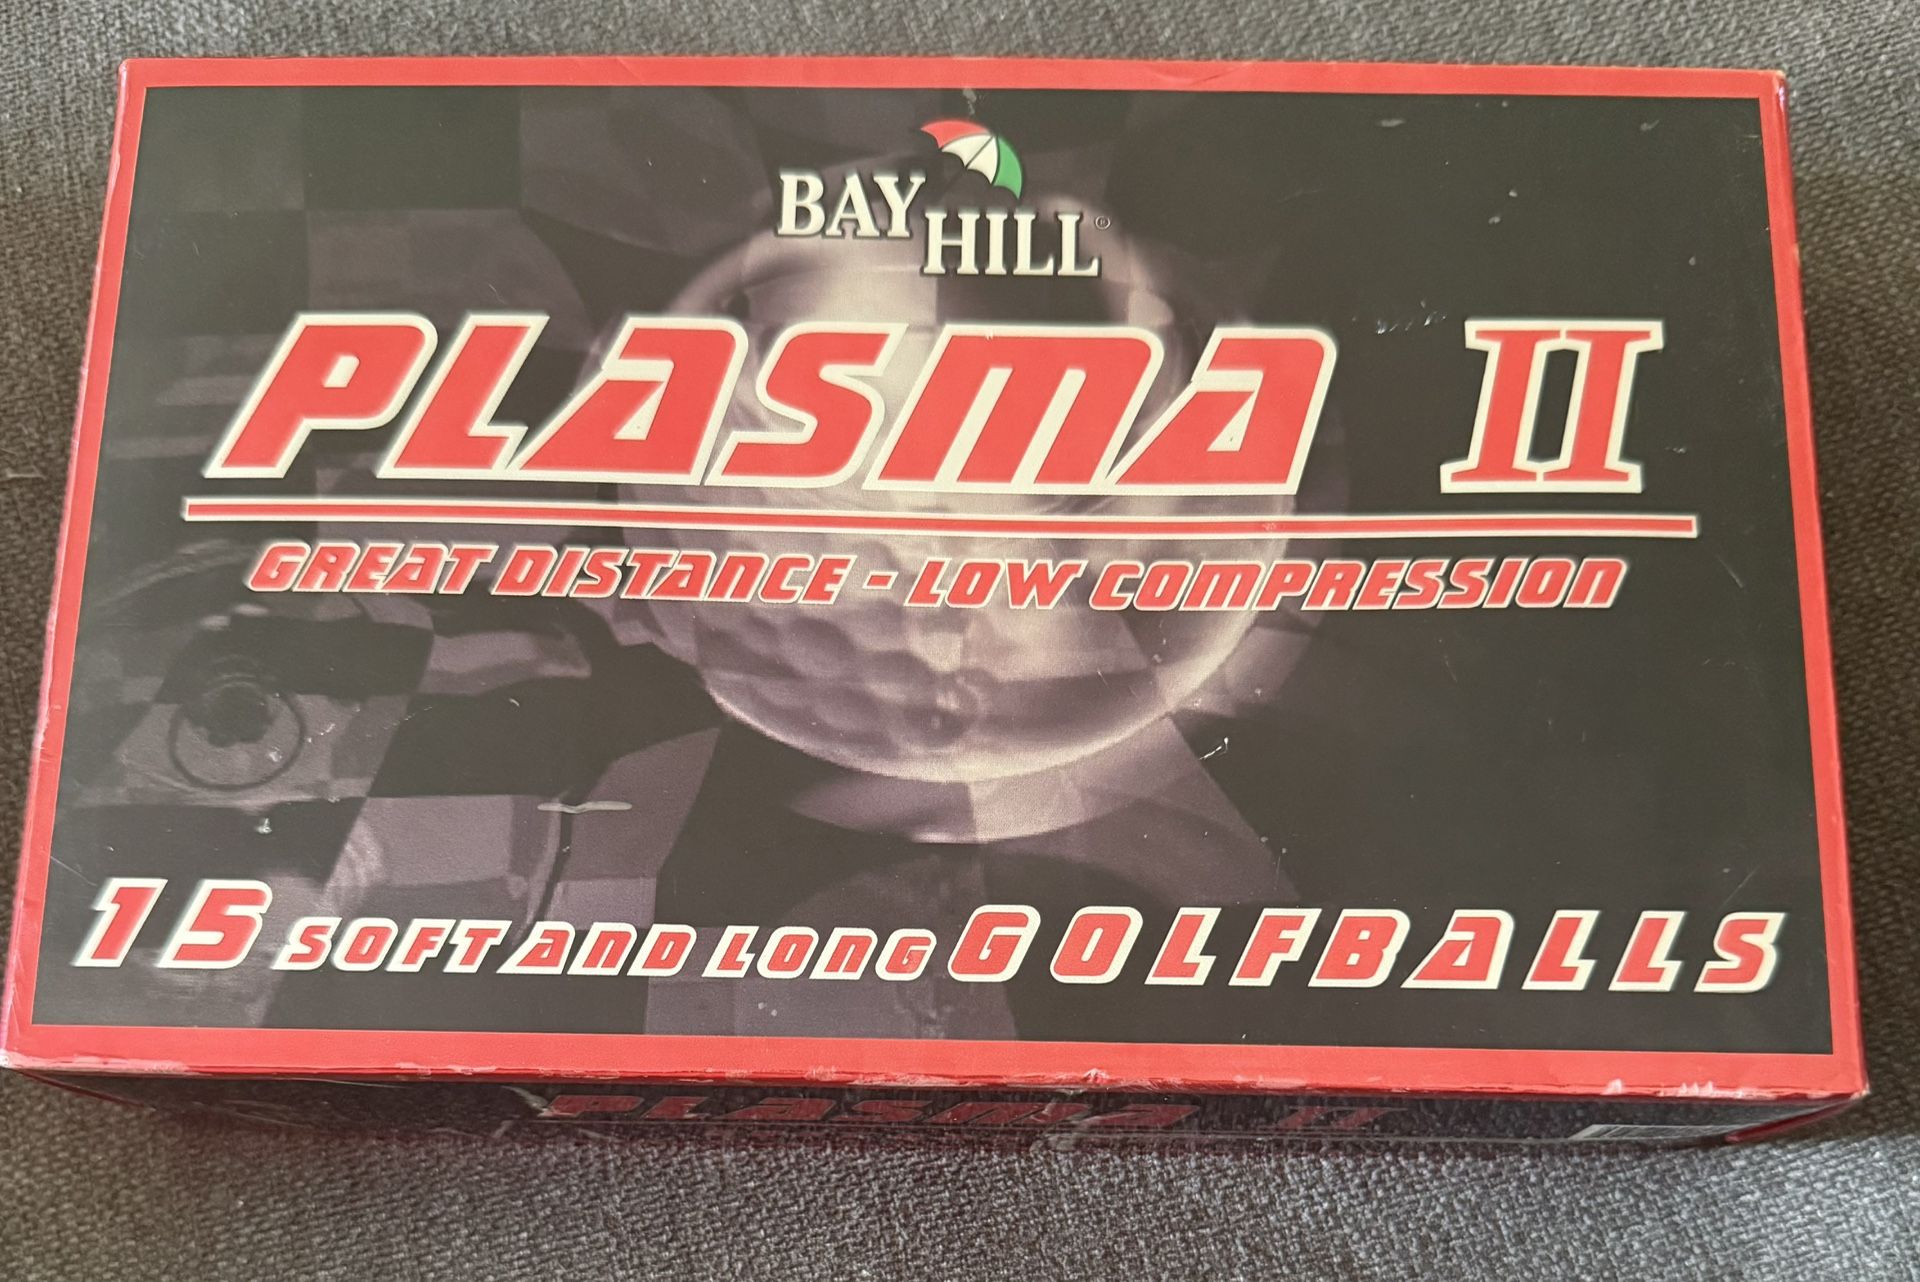 BAY
HILL®
PLASMA II
GREAT DISTANCE - LOW COMPRESSION
15 SOFT AND LONG GOLFBALLS
PLASMA II